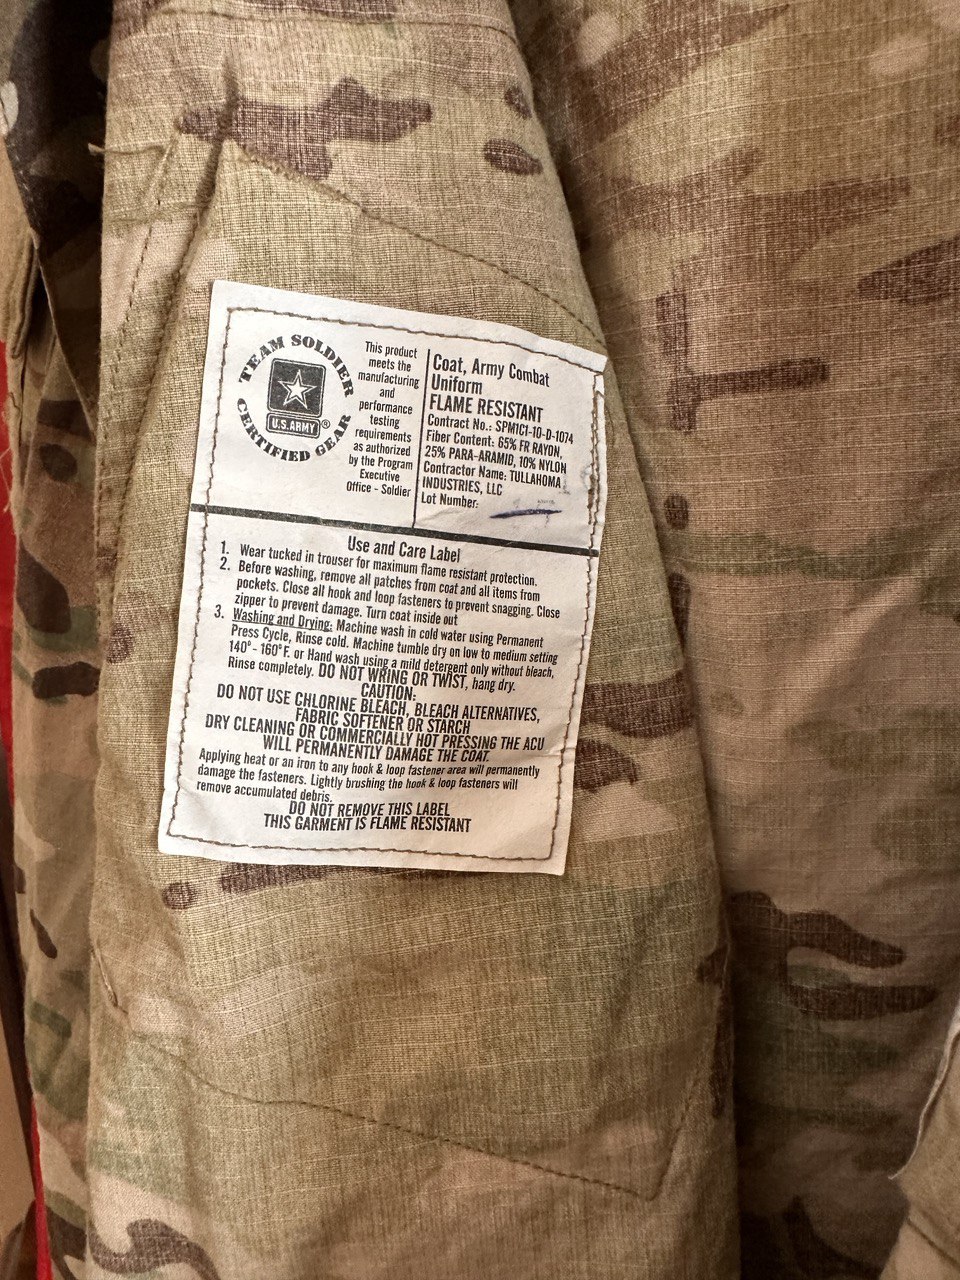 TEAM SOLDIER
U.S. ARMY ®
CERTIFIED GEAR
This product
meets the
manufacturing
and
performance
testing
requirements
as authorized
by the Program
Executive
Office - Soldier
Coat, Army Combat
Uniform
FLAME RESISTANT
Contract No.: SPM1C1-10-D-1074
Fiber Content: 65% FR RAYON,
25% PARA-ARAMID, 10% NYLON
Contractor Name: TULLAHOMA
INDUSTRIES, LLC
Lot Number:
Use and Care Label
1. Wear tucked in trouser for maximum flame resistant protection.
2. Before washing, remove all patches from coat and all items from
pockets. Close all hook and loop fasteners to prevent snagging. Close
zipper to prevent damage. Turn coat inside out
3. Washing and Drying: Machine wash in cold water using Permanent
Press Cycle, Rinse cold. Machine tumble dry on low to medium setting
140°- 160°F. or Hand wash using a mild detergent only without bleach,
Rinse completely. DO NOT WRING OR TWIST, hang dry.
CAUTION:
DO NOT USE CHLORINE BLEACH, BLEACH ALTERNATIVES,
FABRIC SOFTENER OR STARCH
DRY CLEANING OR COMMERCIALLY HOT PRESSING THE ACU
WILL PERMANENTLY DAMAGE THE COAT.
Applying heat or an iron to any hook & loop fastener area will permanently
damage the fasteners. Lightly brushing the hook & loop fasteners will
remove accumulated debris.
DO NOT REMOVE THIS LABEL
THIS GARMENT IS FLAME RESISTANT